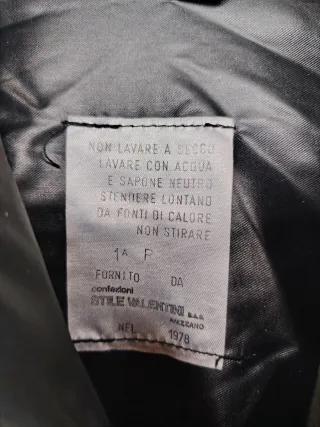 NON LAVARE A SECCO
LAVARE CON ACQUA
E SAPONE NEUTRO
STENDERE LONTANO
DA FONTI DI CALORE
NON STIRARE
1ᴬ R
FORNITO DA
confezioni
STILE VALENTINI s.a.s.
AREZZANO
NEL 1978